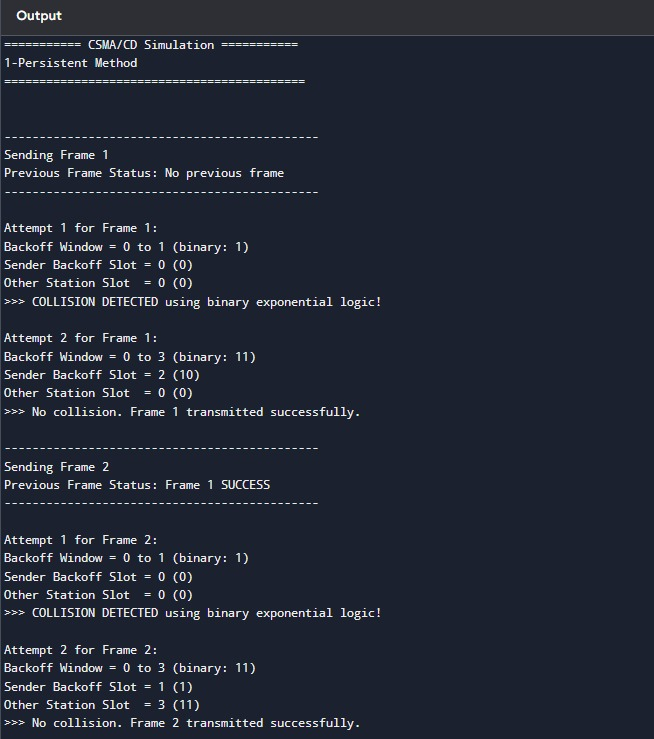 Output
=========== CSMA/CD Simulation ===========
1-Persistent Method
===========================================
---------------------------------------------
Sending Frame 1
Previous Frame Status: No previous frame
---------------------------------------------
Attempt 1 for Frame 1:
Backoff Window = 0 to 1 (binary: 1)
Sender Backoff Slot = 0 (0)
Other Station Slot  = 0 (0)
>>> COLLISION DETECTED using binary exponential logic!
Attempt 2 for Frame 1:
Backoff Window = 0 to 3 (binary: 11)
Sender Backoff Slot = 2 (10)
Other Station Slot  = 0 (0)
>>> No collision. Frame 1 transmitted successfully.
---------------------------------------------
Sending Frame 2
Previous Frame Status: Frame 1 SUCCESS
---------------------------------------------
Attempt 1 for Frame 2:
Backoff Window = 0 to 1 (binary: 1)
Sender Backoff Slot = 0 (0)
Other Station Slot  = 0 (0)
>>> COLLISION DETECTED using binary exponential logic!
Attempt 2 for Frame 2:
Backoff Window = 0 to 3 (binary: 11)
Sender Backoff Slot = 1 (1)
Other Station Slot  = 3 (11)
>>> No collision. Frame 2 transmitted successfully.